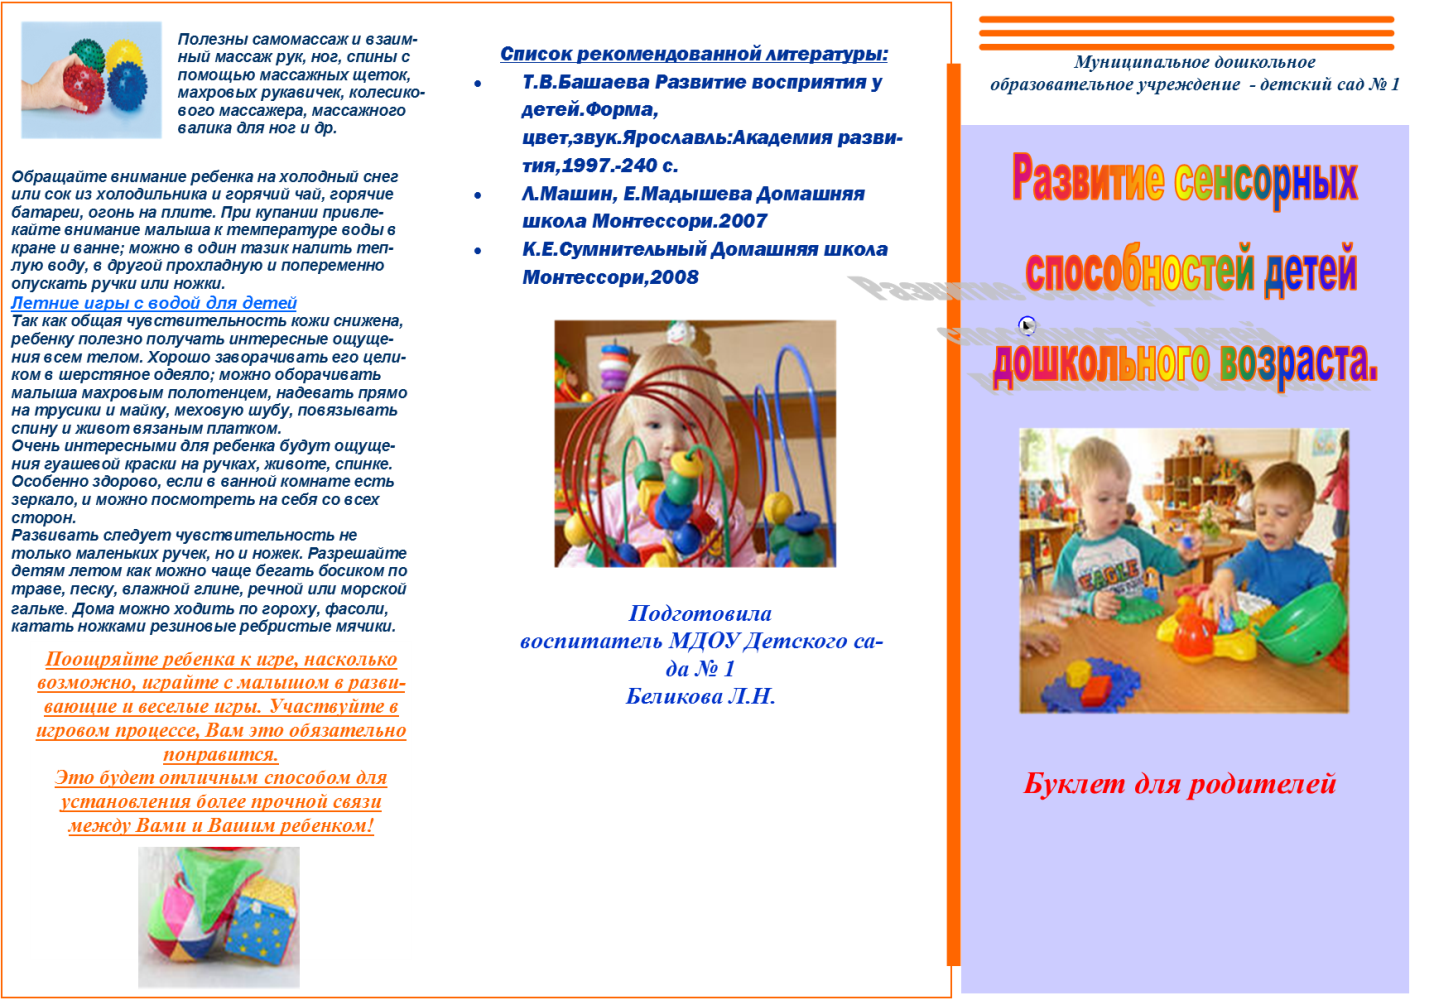 Полезны самомассаж и взаим-
ный массаж рук, ног, спины с
помощью массажных щеток,
махровых рукавичек, колесико-
вого массажера, массажного
валика для ног и др.
Обращайте внимание ребенка на холодный снег
или сок из холодильника и горячий чай, горячие
батареи, огонь на плите. При купании привле-
кайте внимание малыша к температуре воды в
кране и ванне; можно в один тазик налить теп-
лую воду, в другой прохладную и попеременно
опускать ручки или ножки.
Летние игры с водой для детей
Так как общая чувствительность кожи снижена,
ребенку полезно получать интересные ощуще-
ния всем телом. Хорошо заворачивать его цели-
ком в шерстяное одеяло; можно оборачивать
малыша махровым полотенцем, надевать прямо
на трусики и майку, меховую шубу, повязывать
спину и живот вязаным платком.
Очень интересными для ребенка будут ощуще-
ния гуашевой краски на ручках, животе, спинке.
Особенно здорово, если в ванной комнате есть
зеркало, и можно посмотреть на себя со всех
сторон.
Развивать следует чувствительность не
только маленьких ручек, но и ножек. Разрешайте
детям летом как можно чаще бегать босиком по
траве, песку, влажной глине, речной или морской
гальке. Дома можно ходить по гороху, фасоли,
катать ножками резиновые ребристые мячики.
Поощряйте ребенка к игре, насколько
возможно, играйте с малышом в разви-
вающие и веселые игры. Участвуйте в
игровом процессе, Вам это обязательно
понравится.
Это будет отличным способом для
установления более прочной связи
между Вами и Вашим ребенком!
Список рекомендованной литературы:
• Т.В.Башаева Развитие восприятия у
детей.Форма,
цвет,звук.Ярославль:Академия разви-
тия,1997.-240 с.
• Л.Машин, Е.Мадышева Домашняя
школа Монтессори.2007
• К.Е.Сумнительный Домашняя школа
Монтессори,2008
Подготовила
воспитатель МДОУ Детского са-
да № 1
Беликова Л.Н.
Муниципальное дошкольное
образовательное учреждение - детский сад № 1
Развитие сенсорных
способностей детей
дошкольного возраста.
EAGLE
Буклет для родителей